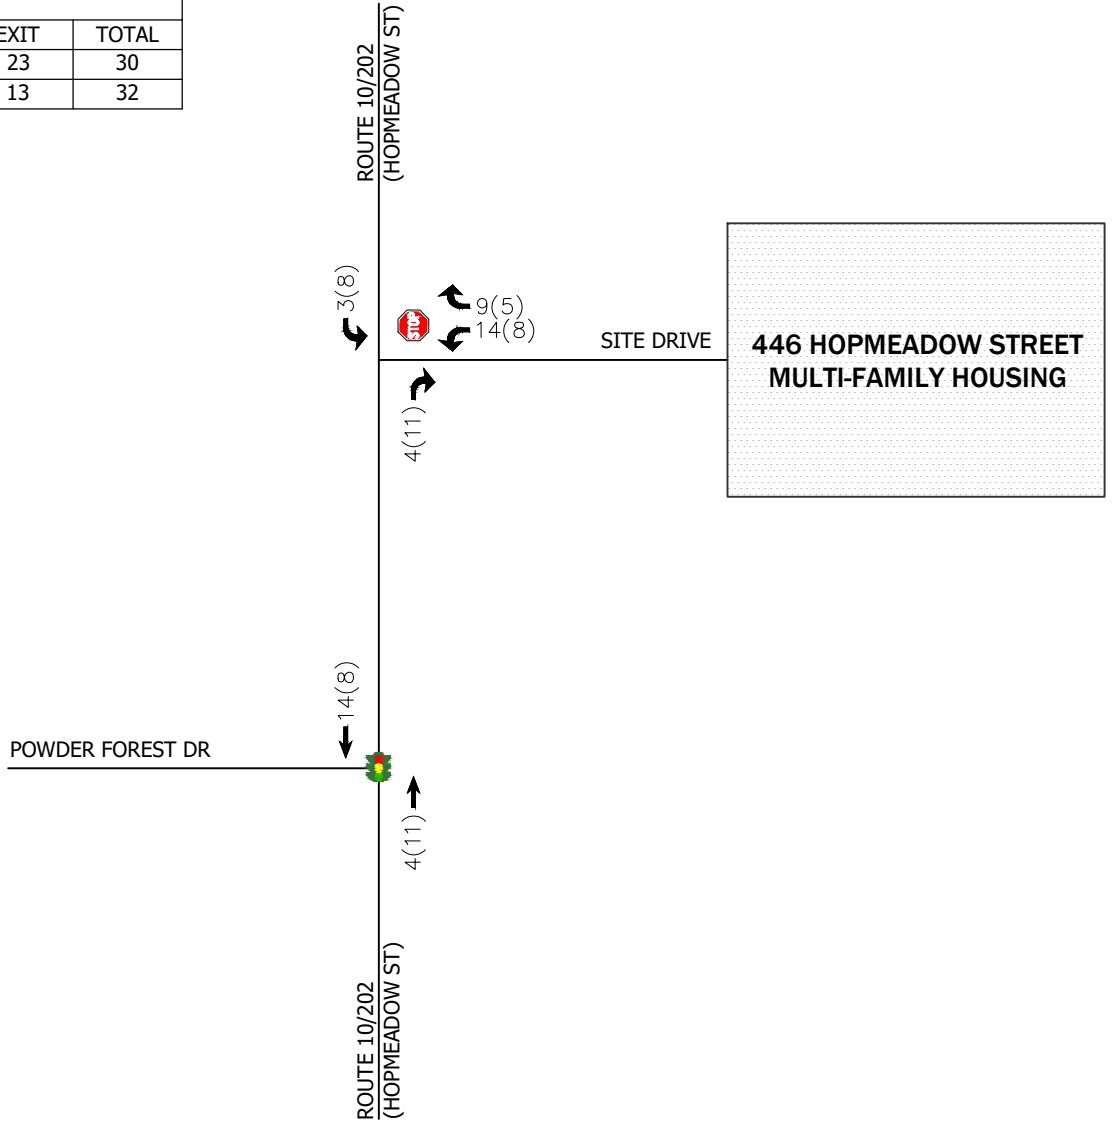 EXIT TOTAL
23 30
13 32
ROUTE 10/202
(HOPMEADOW ST)
3(8)
STOP
9(5)
14(8)
SITE DRIVE
446 HOPMEADOW STREET
MULTI-FAMILY HOUSING
4(11)
14(8)
POWDER FOREST DR
4(11)
ROUTE 10/202
(HOPMEADOW ST)